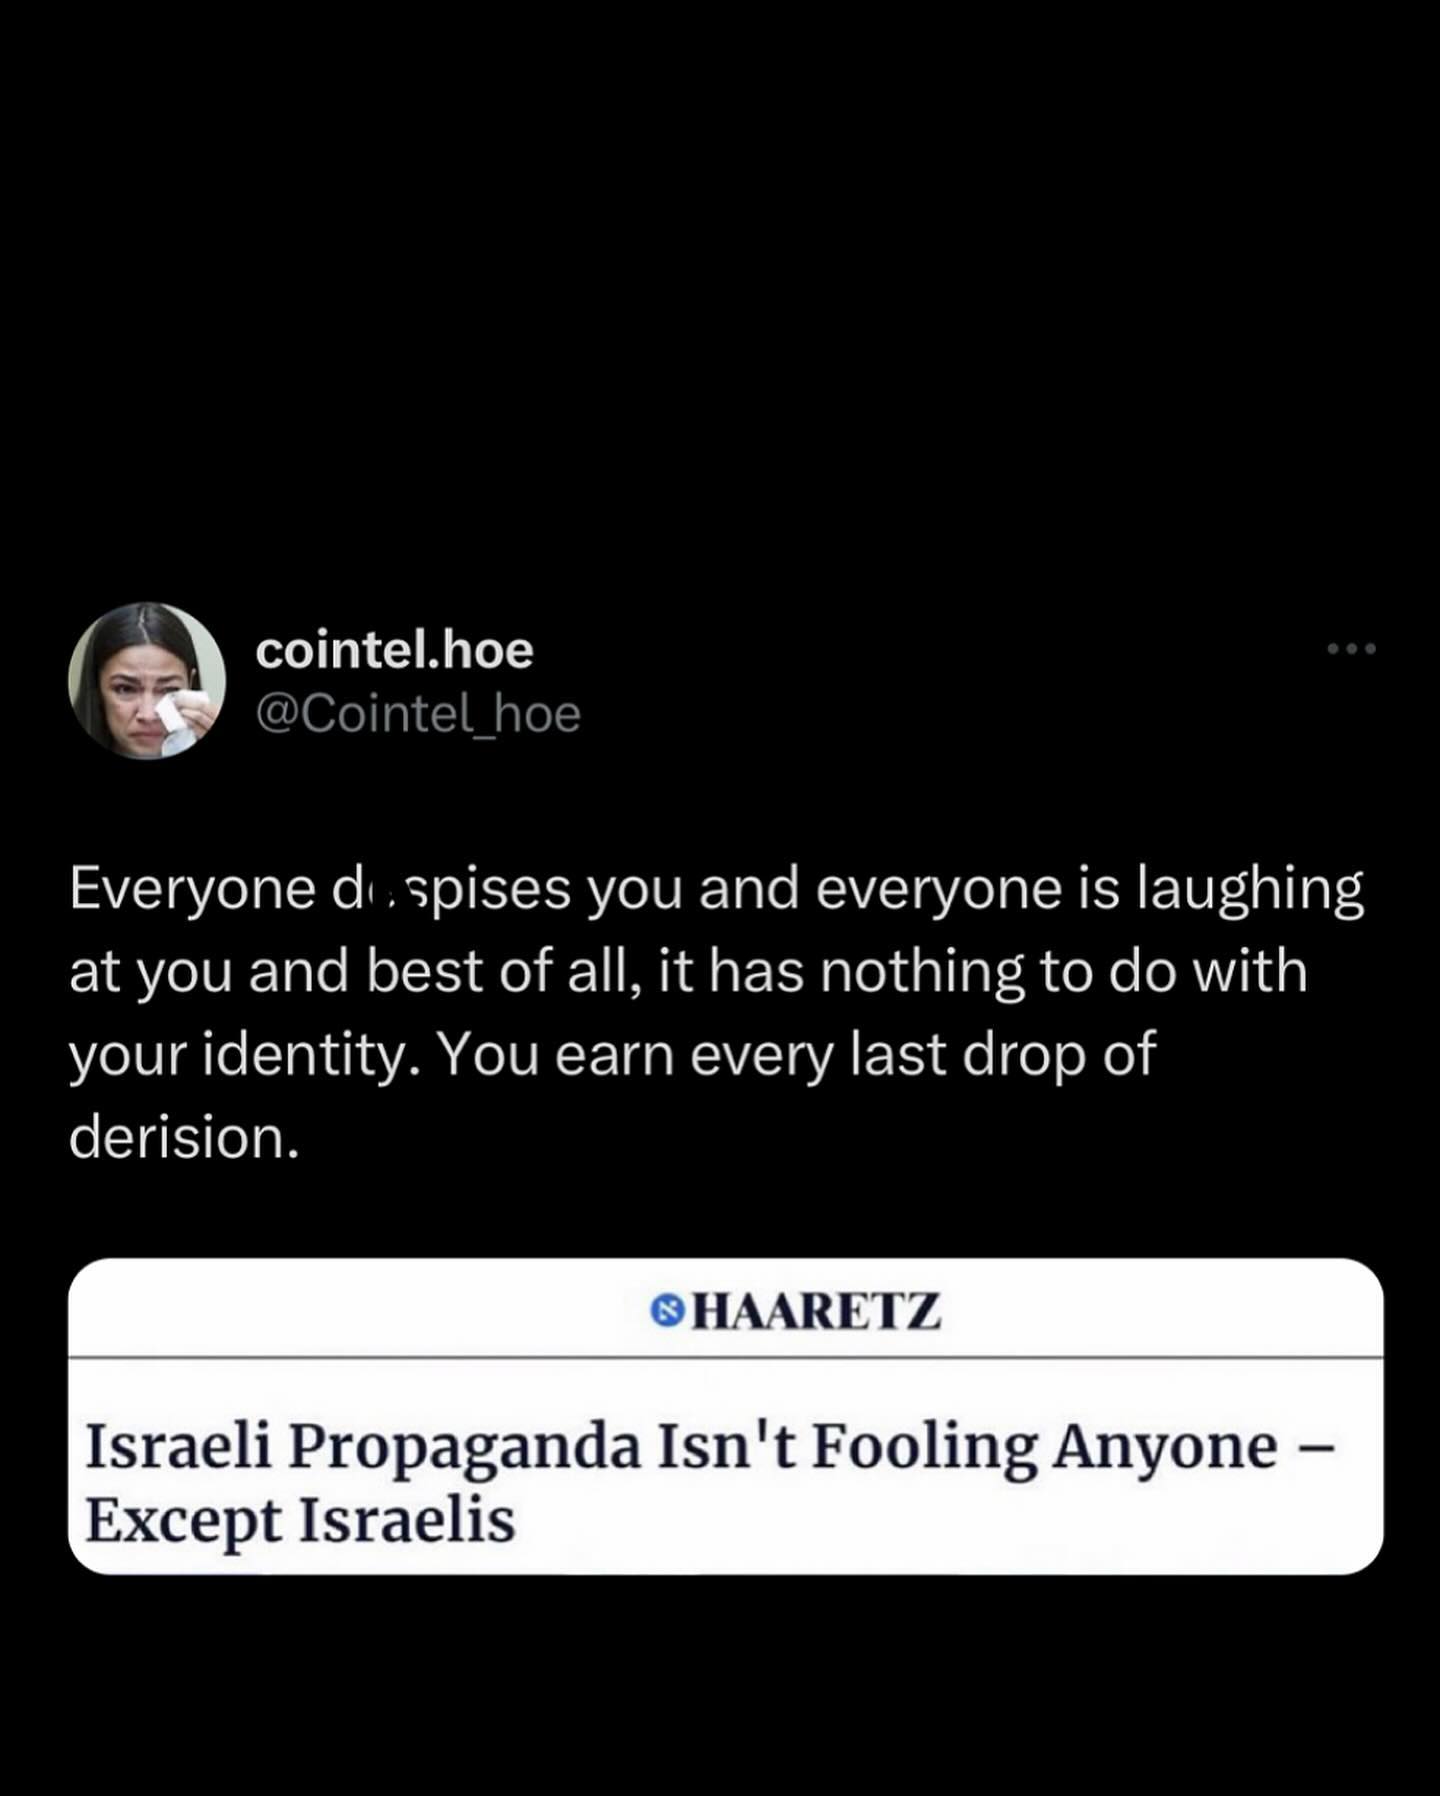 cointel.hoe
@Cointel_hoe
Everyone despises you and everyone is laughing
at you and best of all, it has nothing to do with
your identity. You earn every last drop of
derision.
HAARETZ
Israeli Propaganda Isn't Fooling Anyone –
Except Israelis